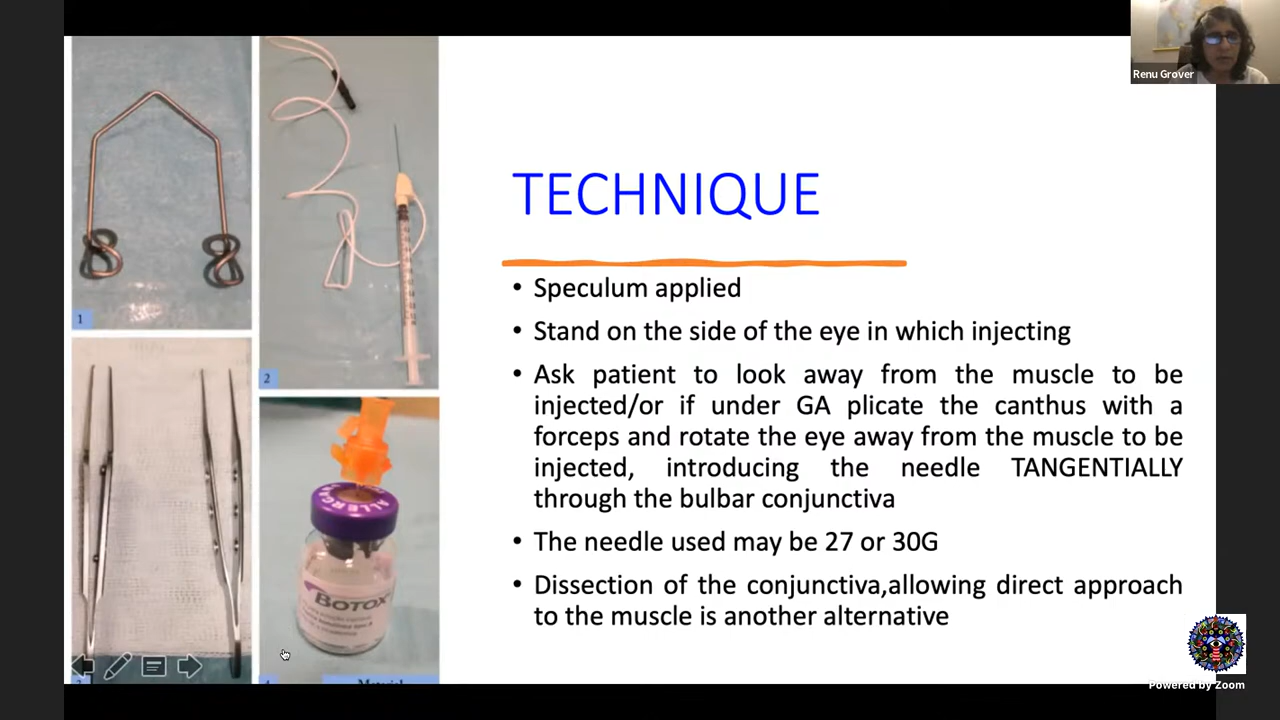 Renu Grover
1
2
TECHNIQUE
• Speculum applied
• Stand on the side of the eye in which injecting
• Ask patient to look away from the muscle to be
injected/or if under GA plicate the canthus with a
forceps and rotate the eye away from the muscle to be
injected, introducing the needle TANGENTIALLY
through the bulbar conjunctiva
• The needle used may be 27 or 30G
• Dissection of the conjunctiva,allowing direct approach
to the muscle is another alternative
BOTOX
Powered by Zoom